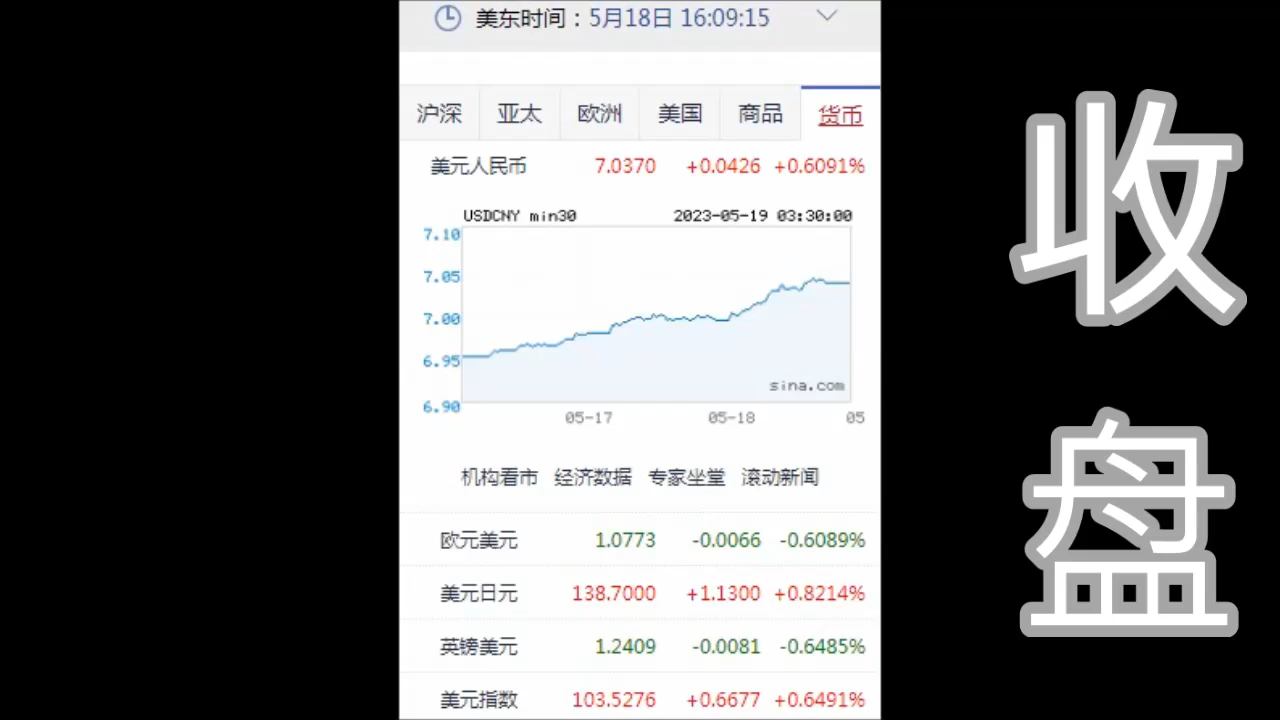 美东时间：5月18日 16:09:15
沪深 亚太 欧洲 美国 商品 货币
美元人民币 7.0370 +0.0426 +0.6091%
USDCNY min30 2023-05-19 03:30:00
7.10
7.05
7.00
6.95
6.90
sina.com
05-17 05-18 05
机构看市 经济数据 专家坐堂 滚动新闻
欧元美元 1.0773 -0.0066 -0.6089%
美元日元 138.7000 +1.1300 +0.8214%
英镑美元 1.2409 -0.0081 -0.6485%
美元指数 103.5276 +0.6677 +0.6491%
收
盘